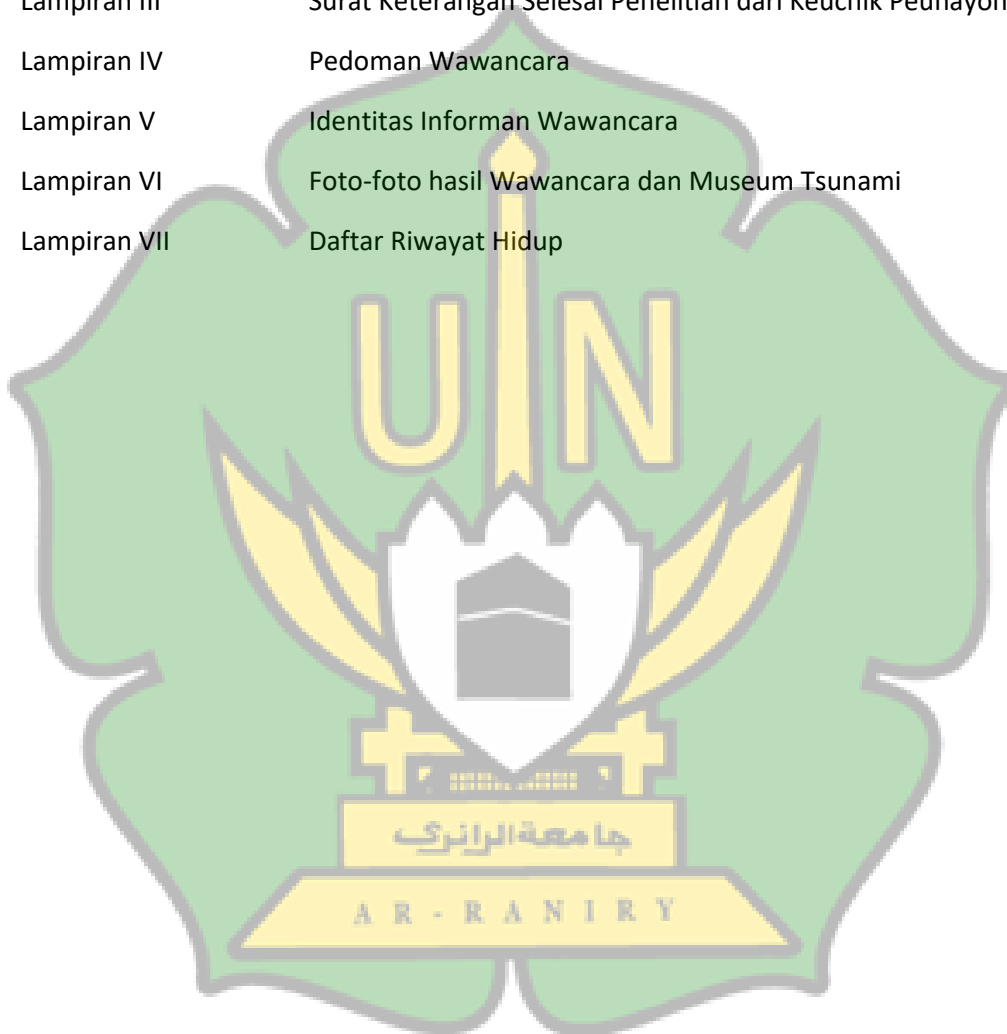 Lampiran III Surat Keterangan Selesai Penelitian dari Keuchik Peunayon
Lampiran IV Pedoman Wawancara
Lampiran V Identitas Informan Wawancara
Lampiran VI Foto-foto hasil Wawancara dan Museum Tsunami
Lampiran VII Daftar Riwayat Hidup
UIN
جامعة الرانري
AR-RANIRY